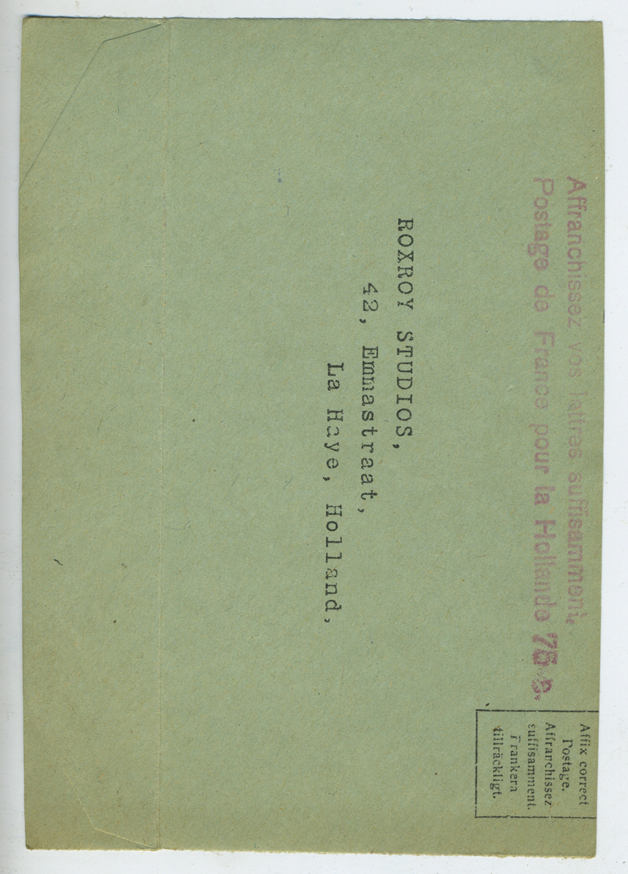 Affranchissez vos lettres suffisamment.
Postage de France pour la Hollande 75 c.
Affix correct
Postage.
Affranchissez
suffisamment.
Frankera
tillräckligt.
ROXROY STUDIOS,
42, Emmastraat,
La Haye, Holland,